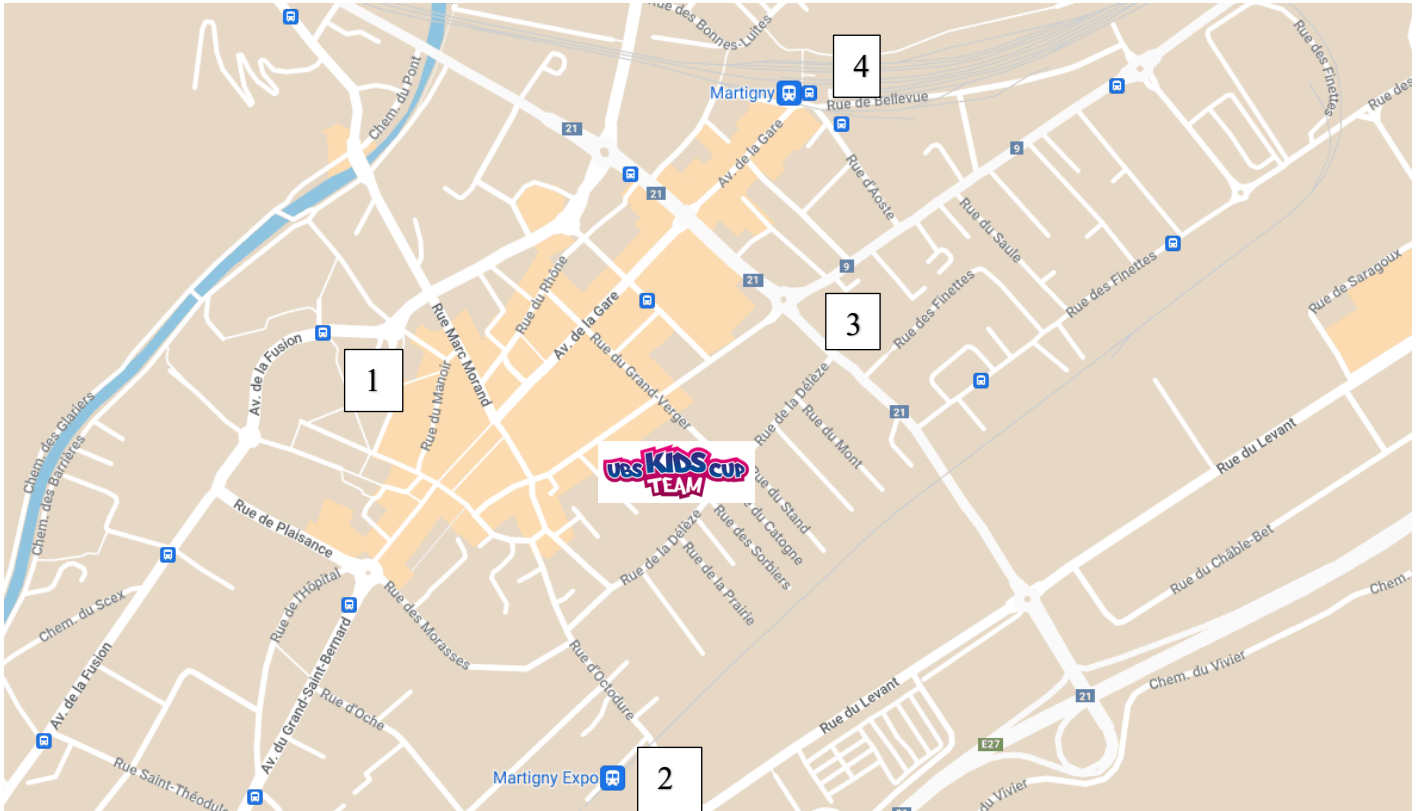 Rue des Bonnes-Luites
4
Martigny
Rue de Bellevue
Rue des Finettes
Rue des
Chem. du Pont
21
9
Av. de la Gare
Rue d'Aoste
21
Rue du Saule
Rue du Rhône
21
9
Rue des Finettes
Rue de Saragoux
Av. de la Gare
Rue des Finettes
3
Av. de la Fusion
Rue Marc Morand
Rue du Grand-Verger
1
Rue du Manoir
Rue de la Délèze
Rue du Mont
21
Chem. des Glariers
Chem. des Barrières
UBS KIDS CUP
TEAM
Rue du Levant
Rue du Stand
du Catogne
Rue des Sorbiers
Rue de Plaisance
Rue de la Délèze
Rue de la Prairie
Rue du Châble-Bet
Rue de l'Hôpital
Rue des Morasses
Chem. du Scex
Chem.
Av. de la Fusion
Av. du Grand-Saint-Bernard
Rue d'Octodure
Chem. du Vivier
Rue d'Oche
Rue du Levant
21
E27
Rue Saint-Théodule
Martigny Expo
2
du Vivier